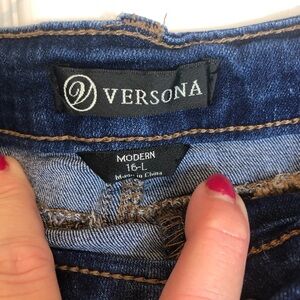 VERSONA
MODERN
16-L
Made in China